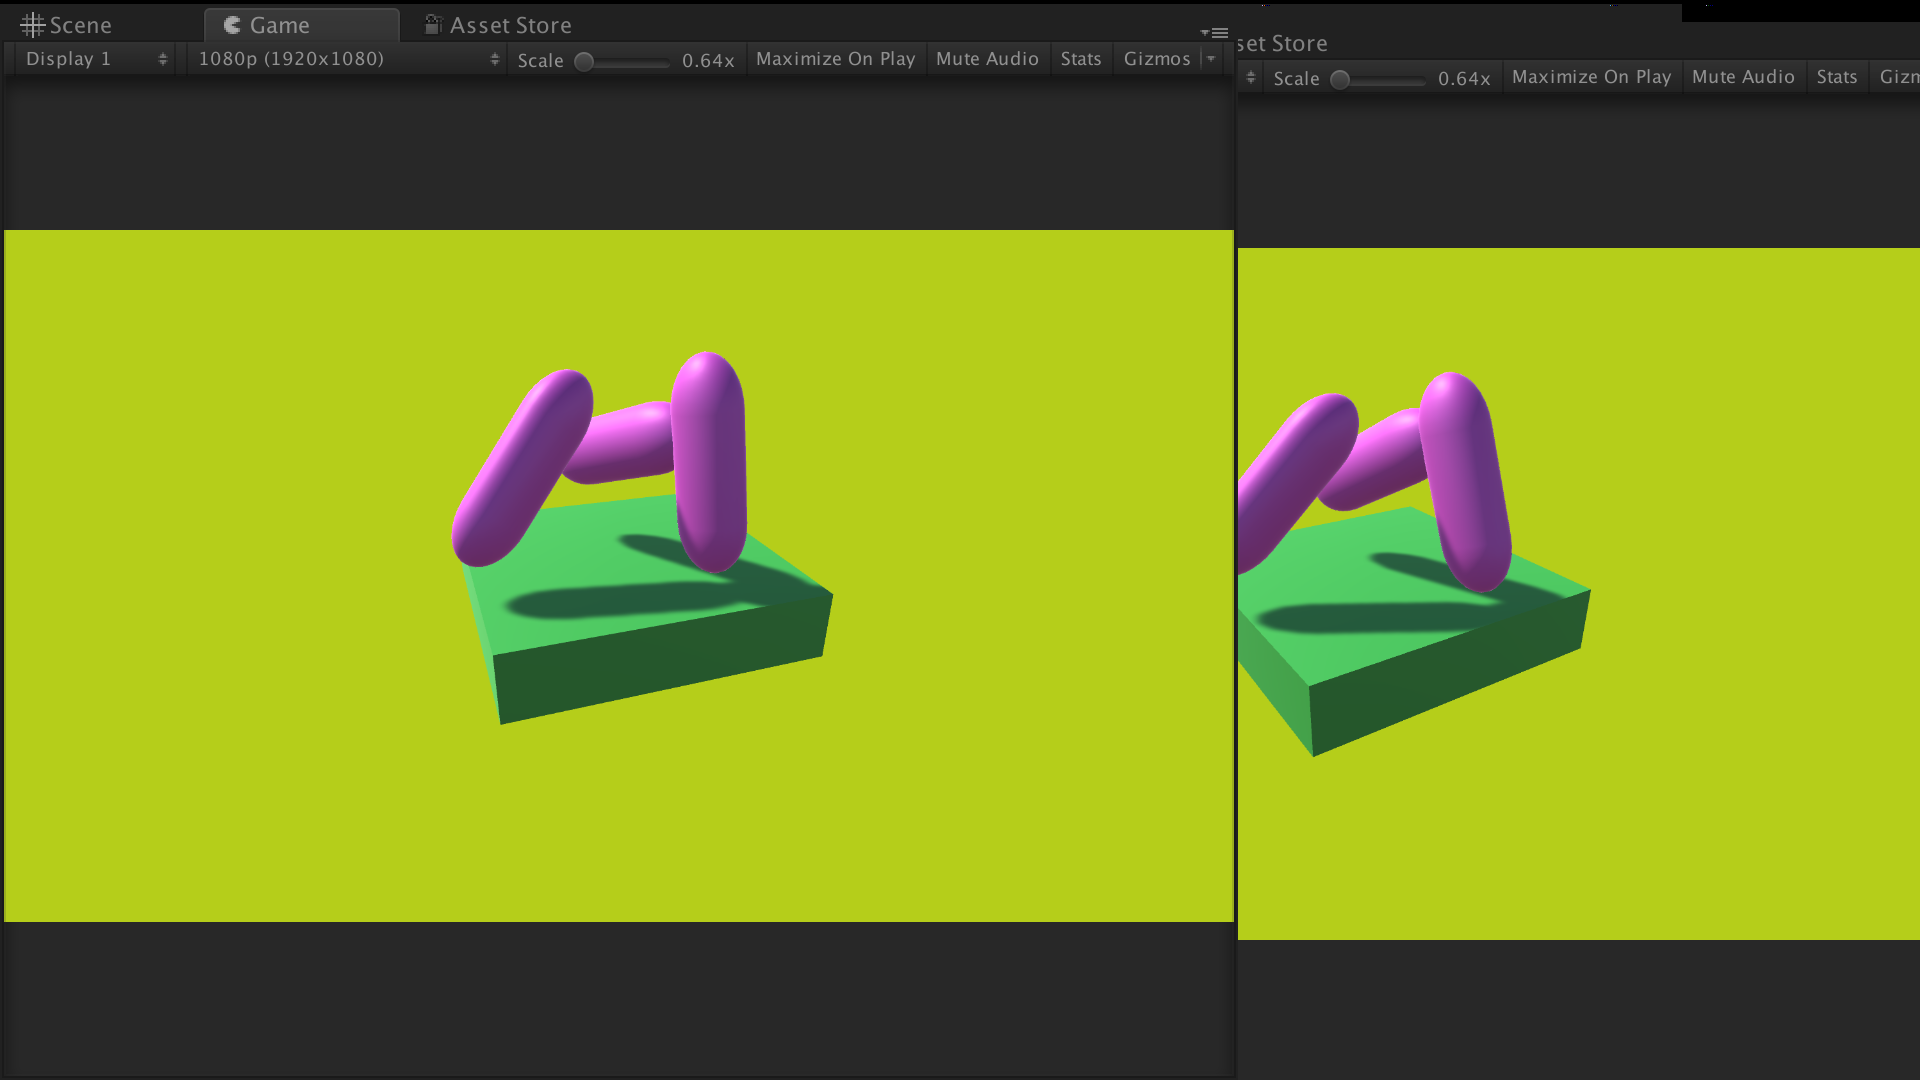 Scene Game Asset Store
Display 1 1080p (1920x1080) Scale 0.64x Maximize On Play Mute Audio Stats Gizmos
set Store
Scale 0.64x Maximize On Play Mute Audio Stats Gizm